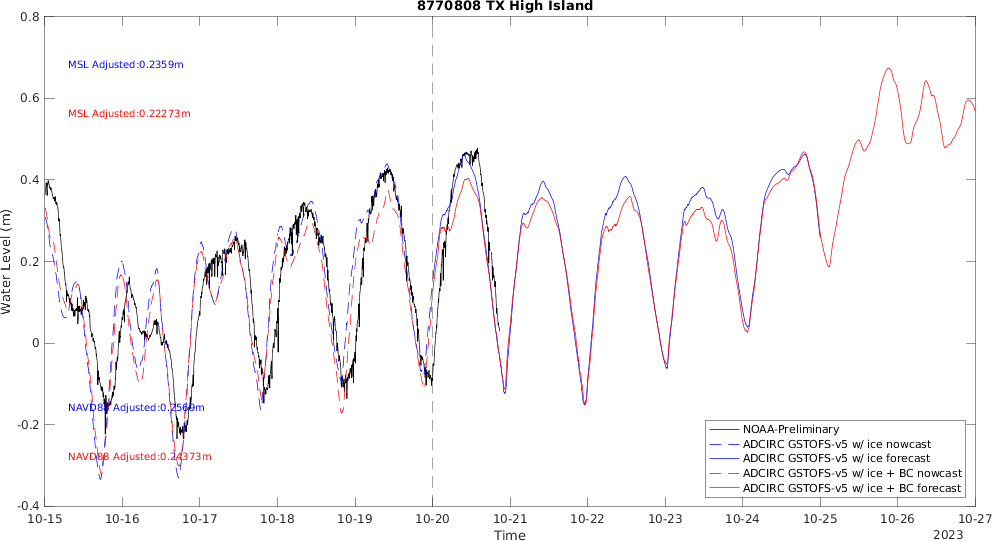 8770808 TX High Island
Water Level (m)
0.8
0.6
0.4
0.2
0
-0.2
-0.4
MSL Adjusted:0.2359m
MSL Adjusted:0.22273m
NAVD88 Adjusted:0.2569m
NAVD88 Adjusted:0.24373m
NOAA-Preliminary
ADCIRC GSTOFS-v5 w/ ice nowcast
ADCIRC GSTOFS-v5 w/ ice forecast
ADCIRC GSTOFS-v5 w/ ice + BC nowcast
ADCIRC GSTOFS-v5 w/ ice + BC forecast
10-15 10-16 10-17 10-18 10-19 10-20 10-21 10-22 10-23 10-24 10-25 10-26 10-27
Time
2023